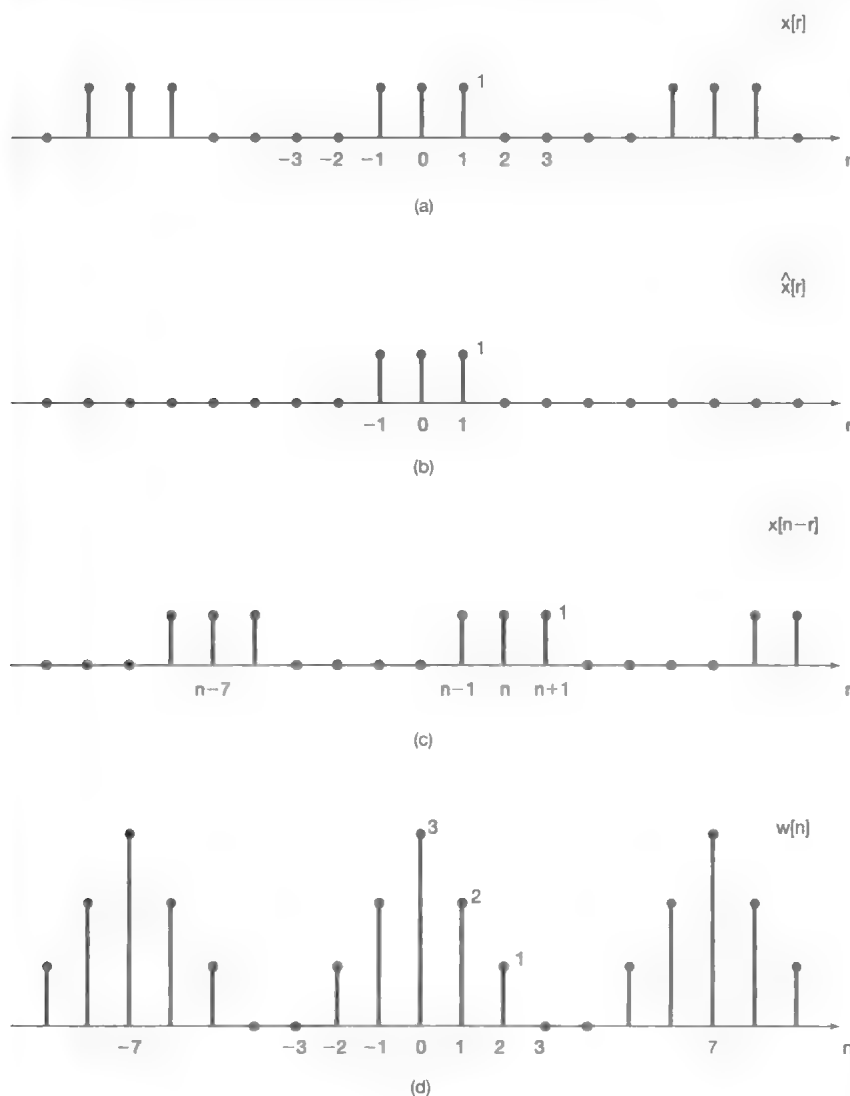 x[r]
1
−3 −2 −1 0 1 2 3 r
(a)
x̂[r]
1
−1 0 1 r
(b)
x[n−r]
1
n−7 n−1 n n+1 r
(c)
w[n]
3
2
1
−7 −3 −2 −1 0 1 2 3 7 n
(d)